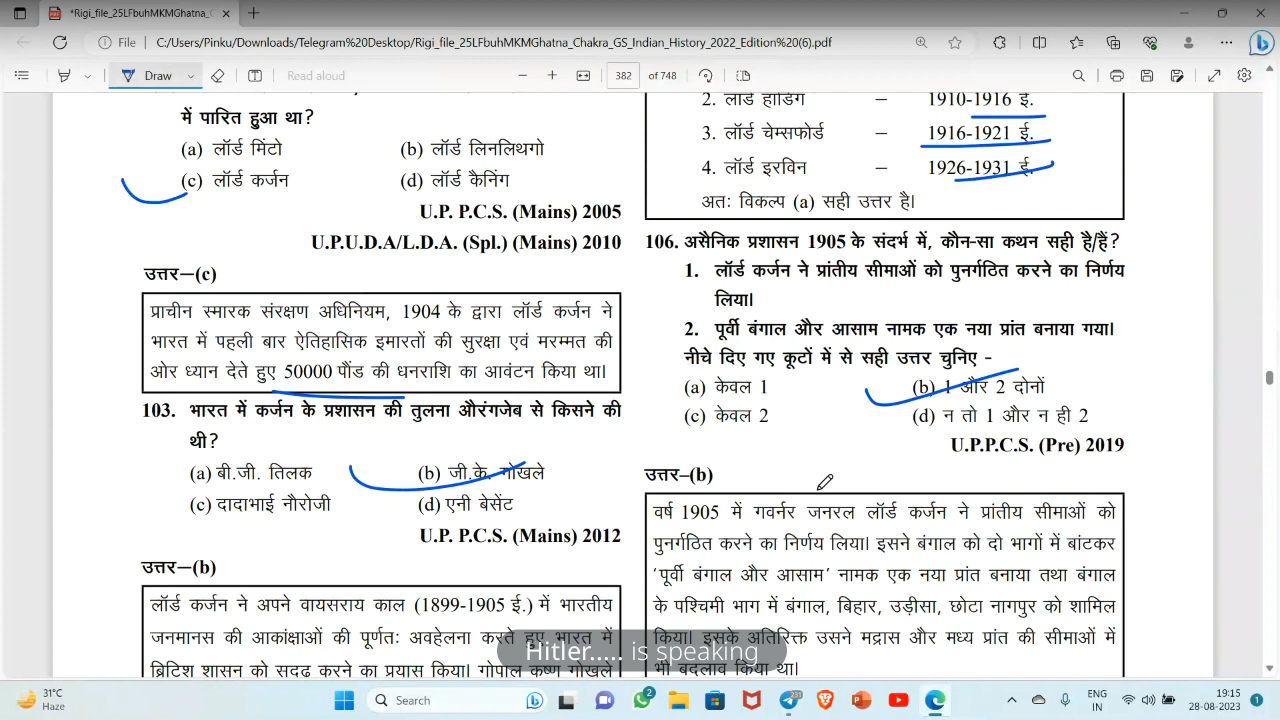 *Rigi_file_25LFbuhMKMGhatna_C
File
C:/Users/Pinku/Downloads/Telegram%20Desktop/Rigi_file_25LFbuhMKMGhatna_Chakra_GS_Indian_History_2022_Edition%20(6).pdf
Draw
Read aloud
382 of 748
में पारित हुआ था?
(a) लॉर्ड मिंटो (b) लॉर्ड लिनलिथगो
(c) लॉर्ड कर्जन (d) लॉर्ड कैनिंग
U.P. P.C.S. (Mains) 2005
U.P.U.D.A/L.D.A. (Spl.) (Mains) 2010
उत्तर–(c)
प्राचीन स्मारक संरक्षण अधिनियम, 1904 के द्वारा लॉर्ड कर्जन ने
भारत में पहली बार ऐतिहासिक इमारतों की सुरक्षा एवं मरम्मत की
ओर ध्यान देते हुए 50000 पौंड की धनराशि का आवंटन किया था।
103. भारत में कर्जन के प्रशासन की तुलना औरंगजेब से किसने की
थी?
(a) बी.जी. तिलक (b) जी.के. गोखले
(c) दादाभाई नौरोजी (d) एनी बेसेंट
U.P. P.C.S. (Mains) 2012
उत्तर–(b)
लॉर्ड कर्जन ने अपने वायसराय काल (1899-1905 ई.) में भारतीय
जनमानस की आकांक्षाओं की पूर्णतः अवहेलना करते हुए भारत में
ब्रिटिश शासन को सुदृढ़ करने का प्रयास किया। गोपाल कृष्ण गोखले
2. लॉर्ड हार्डिंग – 1910-1916 ई.
3. लॉर्ड चेम्सफोर्ड – 1916-1921 ई.
4. लॉर्ड इरविन – 1926-1931 ई.
अतः विकल्प (a) सही उत्तर है।
106. असैनिक प्रशासन 1905 के संदर्भ में, कौन-सा कथन सही है/हैं?
1. लॉर्ड कर्जन ने प्रांतीय सीमाओं को पुनर्गठित करने का निर्णय
लिया।
2. पूर्वी बंगाल और आसाम नामक एक नया प्रांत बनाया गया।
नीचे दिए गए कूटों में से सही उत्तर चुनिए -
(a) केवल 1 (b) 1 और 2 दोनों
(c) केवल 2 (d) न तो 1 और न ही 2
U.P.P.C.S. (Pre) 2019
उत्तर–(b)
वर्ष 1905 में गवर्नर जनरल लॉर्ड कर्जन ने प्रांतीय सीमाओं को
पुनर्गठित करने का निर्णय लिया। इसने बंगाल को दो भागों में बांटकर
'पूर्वी बंगाल और आसाम' नामक एक नया प्रांत बनाया तथा बंगाल
के पश्चिमी भाग में बंगाल, बिहार, उड़ीसा, छोटा नागपुर को शामिल
किया। इसके अतिरिक्त उसने मद्रास और मध्य प्रांत की सीमाओं में
भी बदलाव किया था।
Hitler..... is speaking
31°C
Haze
Search
2
231
ENG
IN
19:15
28-08-2023
1